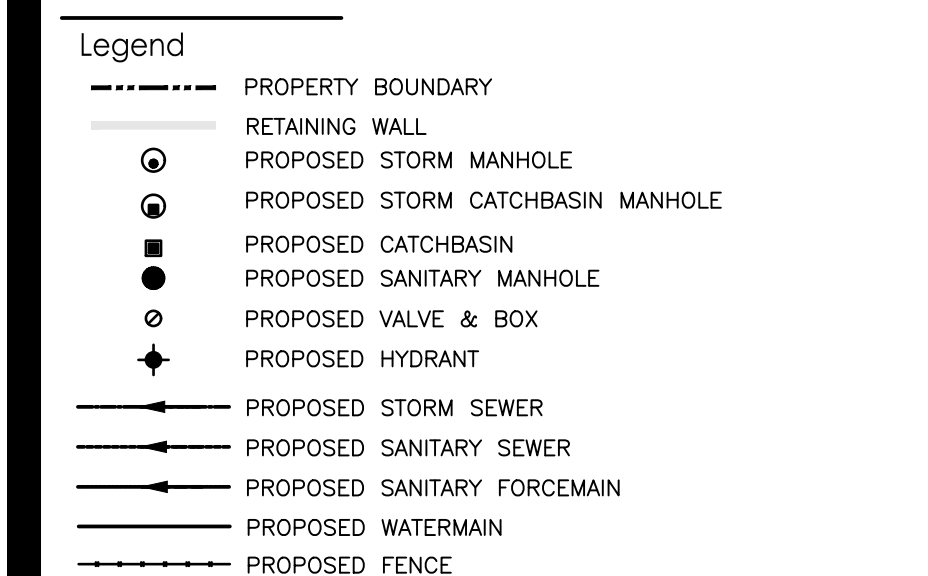 Legend
PROPERTY BOUNDARY
RETAINING WALL
PROPOSED STORM MANHOLE
PROPOSED STORM CATCHBASIN MANHOLE
PROPOSED CATCHBASIN
PROPOSED SANITARY MANHOLE
PROPOSED VALVE & BOX
PROPOSED HYDRANT
PROPOSED STORM SEWER
PROPOSED SANITARY SEWER
PROPOSED SANITARY FORCEMAIN
PROPOSED WATERMAIN
PROPOSED FENCE